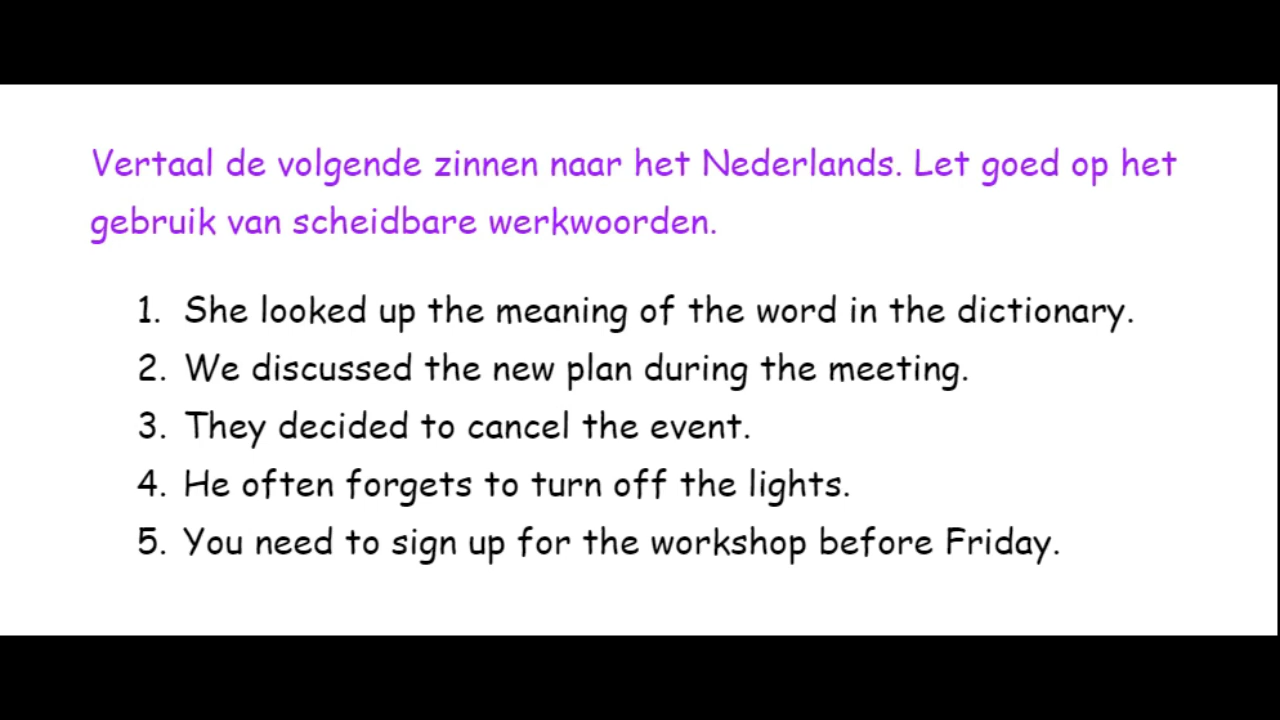 Vertaal de volgende zinnen naar het Nederlands. Let goed op het
gebruik van scheidbare werkwoorden.
1. She looked up the meaning of the word in the dictionary.
2. We discussed the new plan during the meeting.
3. They decided to cancel the event.
4. He often forgets to turn off the lights.
5. You need to sign up for the workshop before Friday.